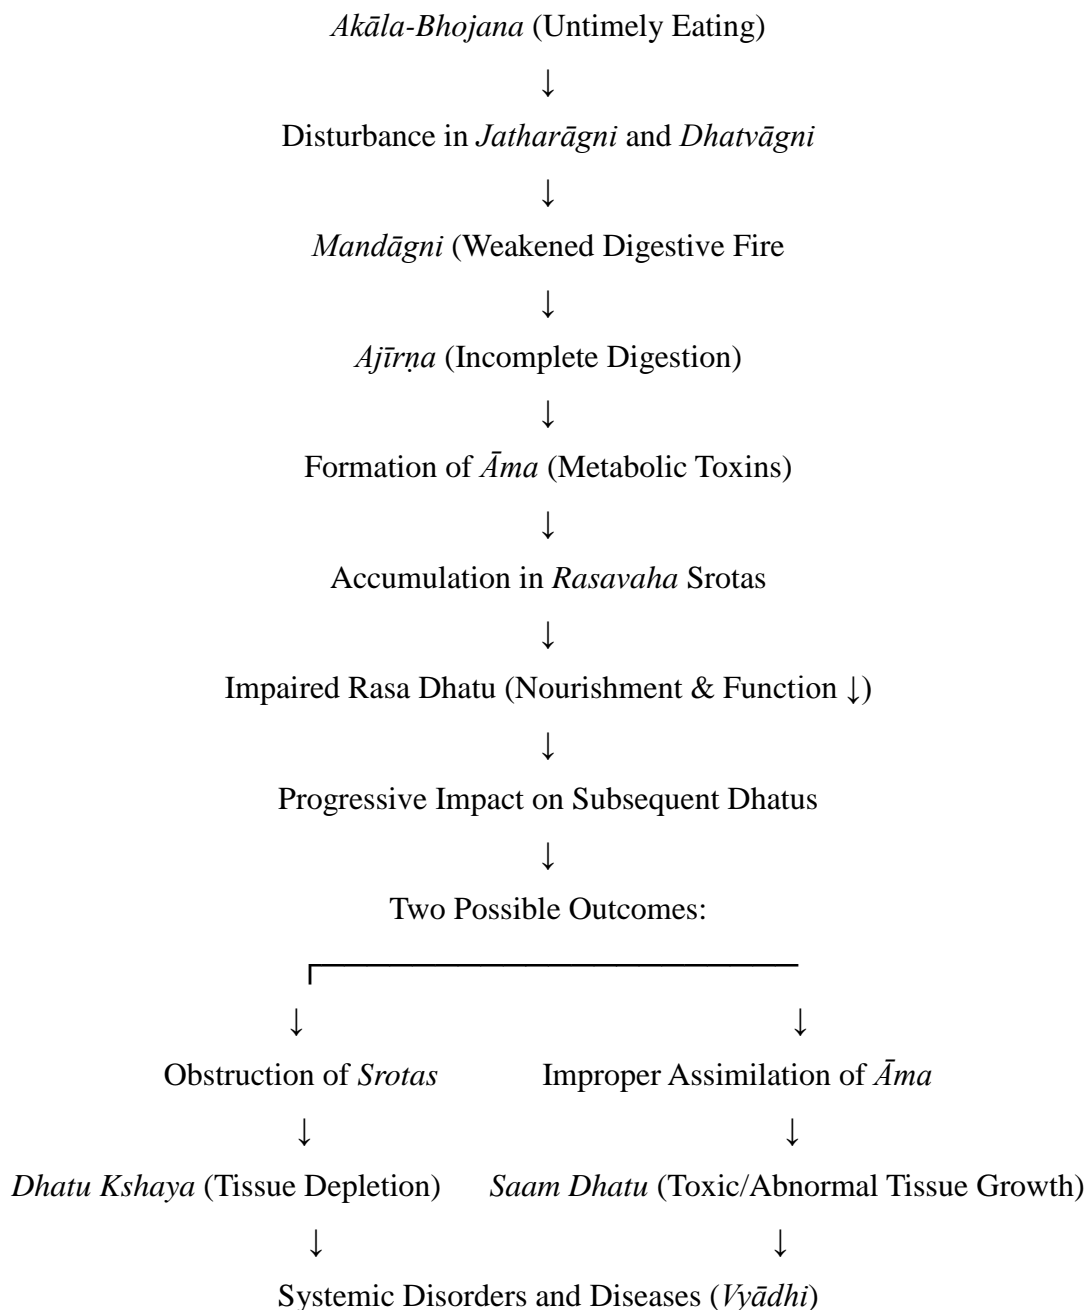 Akāla-Bhojana (Untimely Eating)
↓
Disturbance in Jatharāgni and Dhatvāgni
↓
Mandāgni (Weakened Digestive Fire
↓
Ajīrṇa (Incomplete Digestion)
↓
Formation of Āma (Metabolic Toxins)
↓
Accumulation in Rasavaha Srotas
↓
Impaired Rasa Dhatu (Nourishment & Function ↓)
↓
Progressive Impact on Subsequent Dhatus
↓
Two Possible Outcomes:
↓ ↓
Obstruction of Srotas Improper Assimilation of Āma
↓ ↓
Dhatu Kshaya (Tissue Depletion) Saam Dhatu (Toxic/Abnormal Tissue Growth)
↓ ↓
Systemic Disorders and Diseases (Vyādhi)